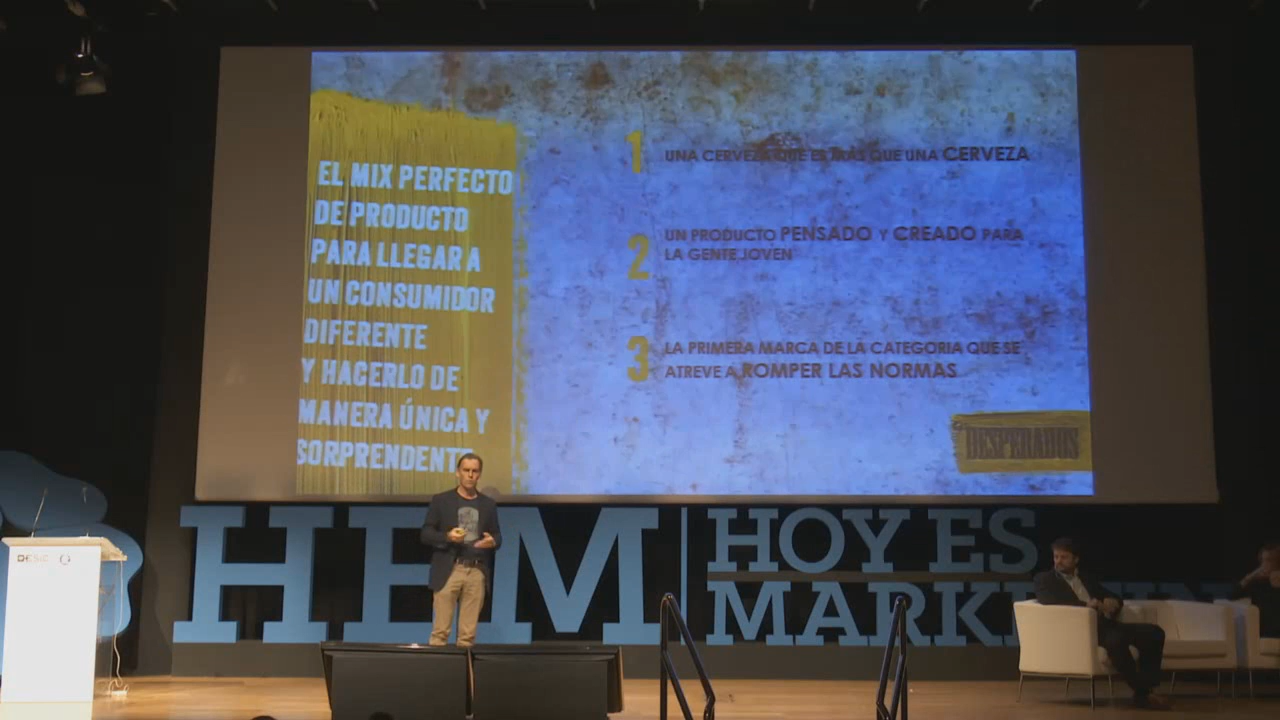 EL MIX PERFECTO
DE PRODUCTO
PARA LLEGAR A
UN CONSUMIDOR
DIFERENTE
Y HACERLO DE
MANERA ÚNICA Y
SORPRENDENTE
1
UNA CERVEZA QUE ES MÁS QUE UNA CERVEZA
2
UN PRODUCTO PENSADO Y CREADO PARA
LA GENTE JOVEN
3
LA PRIMERA MARCA DE LA CATEGORIA QUE SE
ATREVE A ROMPER LAS NORMAS
DESPERADOS
HEM
HOY ES
MARKETIN
ESIC